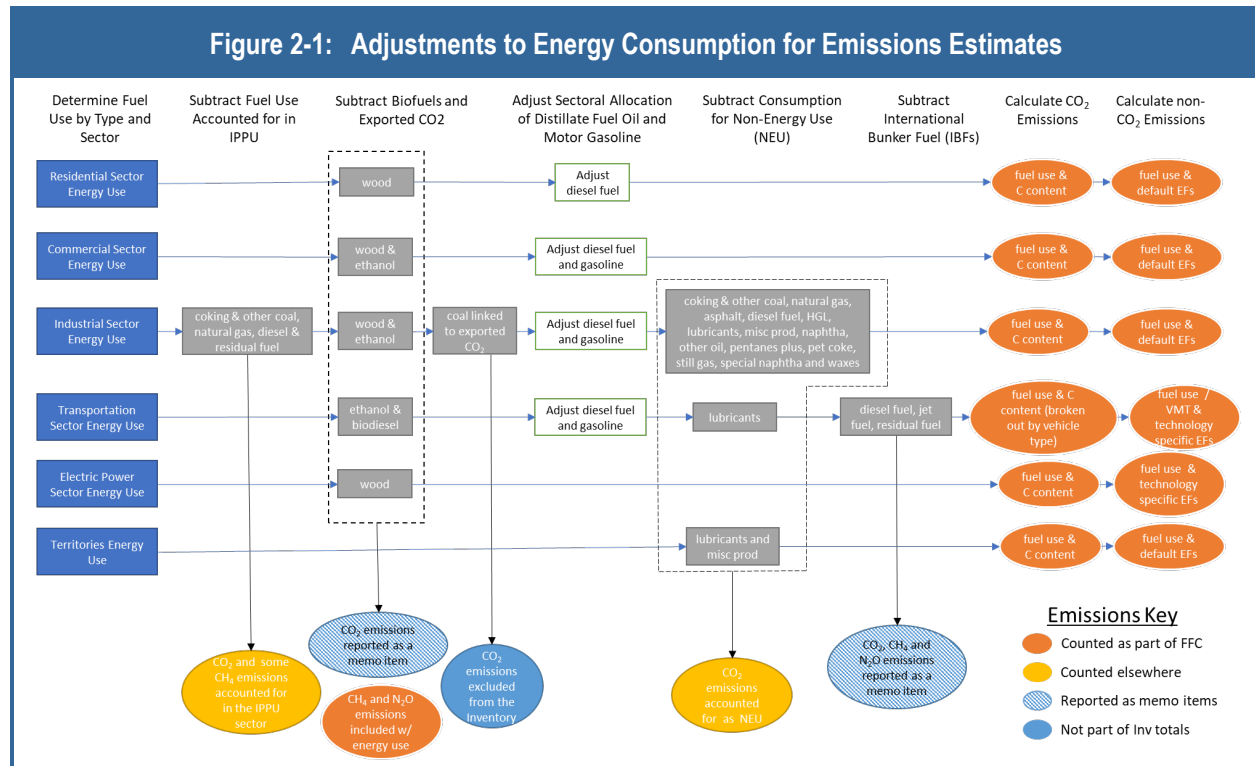 Figure 2-1: Adjustments to Energy Consumption for Emissions Estimates
Determine Fuel
Use by Type and
Sector
Subtract Fuel Use
Accounted for in
IPPU
Subtract Biofuels and
Exported CO2
Adjust Sectoral Allocation
of Distillate Fuel Oil and
Motor Gasoline
Subtract Consumption
for Non-Energy Use
(NEU)
Subtract
International
Bunker Fuel (IBFs)
Calculate CO₂
Emissions
Calculate non-
CO₂ Emissions
Residential Sector
Energy Use
wood
Adjust
diesel fuel
fuel use &
C content
fuel use &
default EFs
Commercial Sector
Energy Use
wood &
ethanol
Adjust diesel fuel
and gasoline
fuel use &
C content
fuel use &
default EFs
Industrial Sector
Energy Use
coking & other coal,
natural gas, diesel &
residual fuel
wood &
ethanol
coal linked
to exported
CO₂
Adjust diesel fuel
and gasoline
coking & other coal, natural gas,
asphalt, diesel fuel, HGL,
lubricants, misc prod, naphtha,
other oil, pentanes plus, pet coke,
still gas, special naphtha and waxes
fuel use &
C content
fuel use &
default EFs
Transportation
Sector Energy Use
ethanol &
biodiesel
Adjust diesel fuel
and gasoline
lubricants
diesel fuel, jet
fuel, residual fuel
fuel use & C
content (broken
out by vehicle
type)
fuel use /
VMT &
technology
specific EFs
Electric Power
Sector Energy Use
wood
fuel use &
C content
fuel use &
technology
specific EFs
Territories Energy
Use
lubricants and
misc prod
fuel use &
C content
fuel use &
default EFs
CO₂ and some
CH₄ emissions
accounted for
in the IPPU
sector
CO₂ emissions
reported as a
memo item
CH₄ and N₂O
emissions
included w/
energy use
CO₂
emissions
excluded
from the
Inventory
CO₂
emissions
accounted
for as NEU
CO₂, CH₄ and
N₂O emissions
reported as a
memo item
Emissions Key
Counted as part of FFC
Counted elsewhere
Reported as memo items
Not part of Inv totals